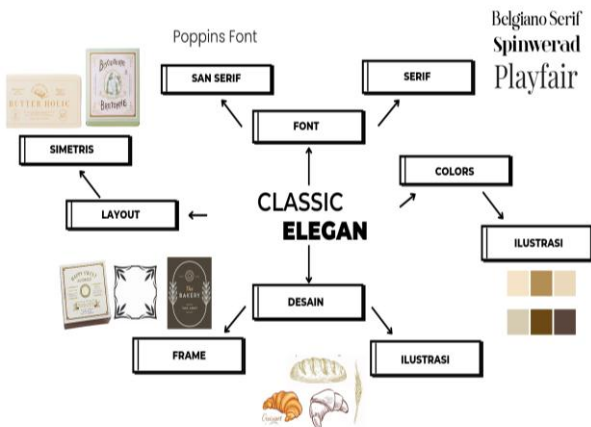 Belgiano Serif
Spinwerad
Playfair
Poppins Font
SAN SERIF
SERIF
BUTTER HOLIC
FONT
SIMETRIS
COLORS
LAYOUT
CLASSIC
ELEGAN
ILUSTRASI
The
BAKERY
DESAIN
FRAME
ILUSTRASI